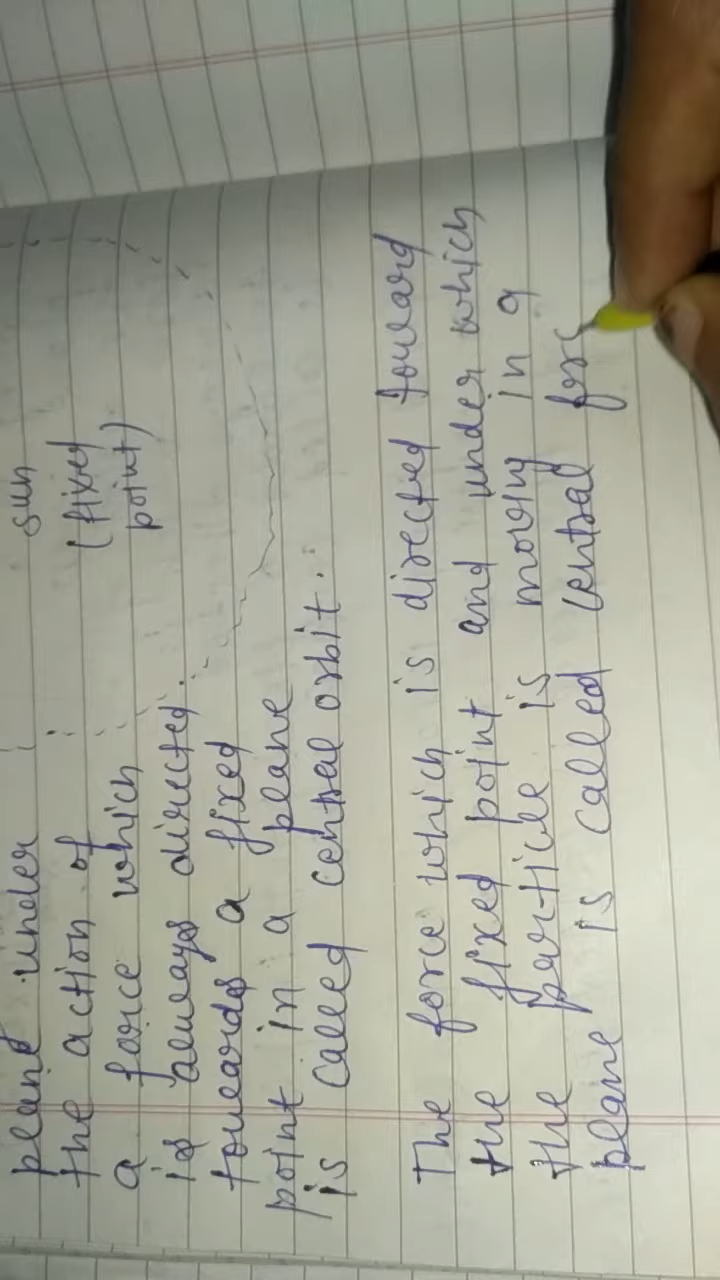 sun
(fixed
point)
plane under
the action of
a force which
is always directed
towards a fixed
point in a plane
is called central orbit.
The force which is directed toward
the fixed point and under which
the particle is moving in a
plane is called central forc